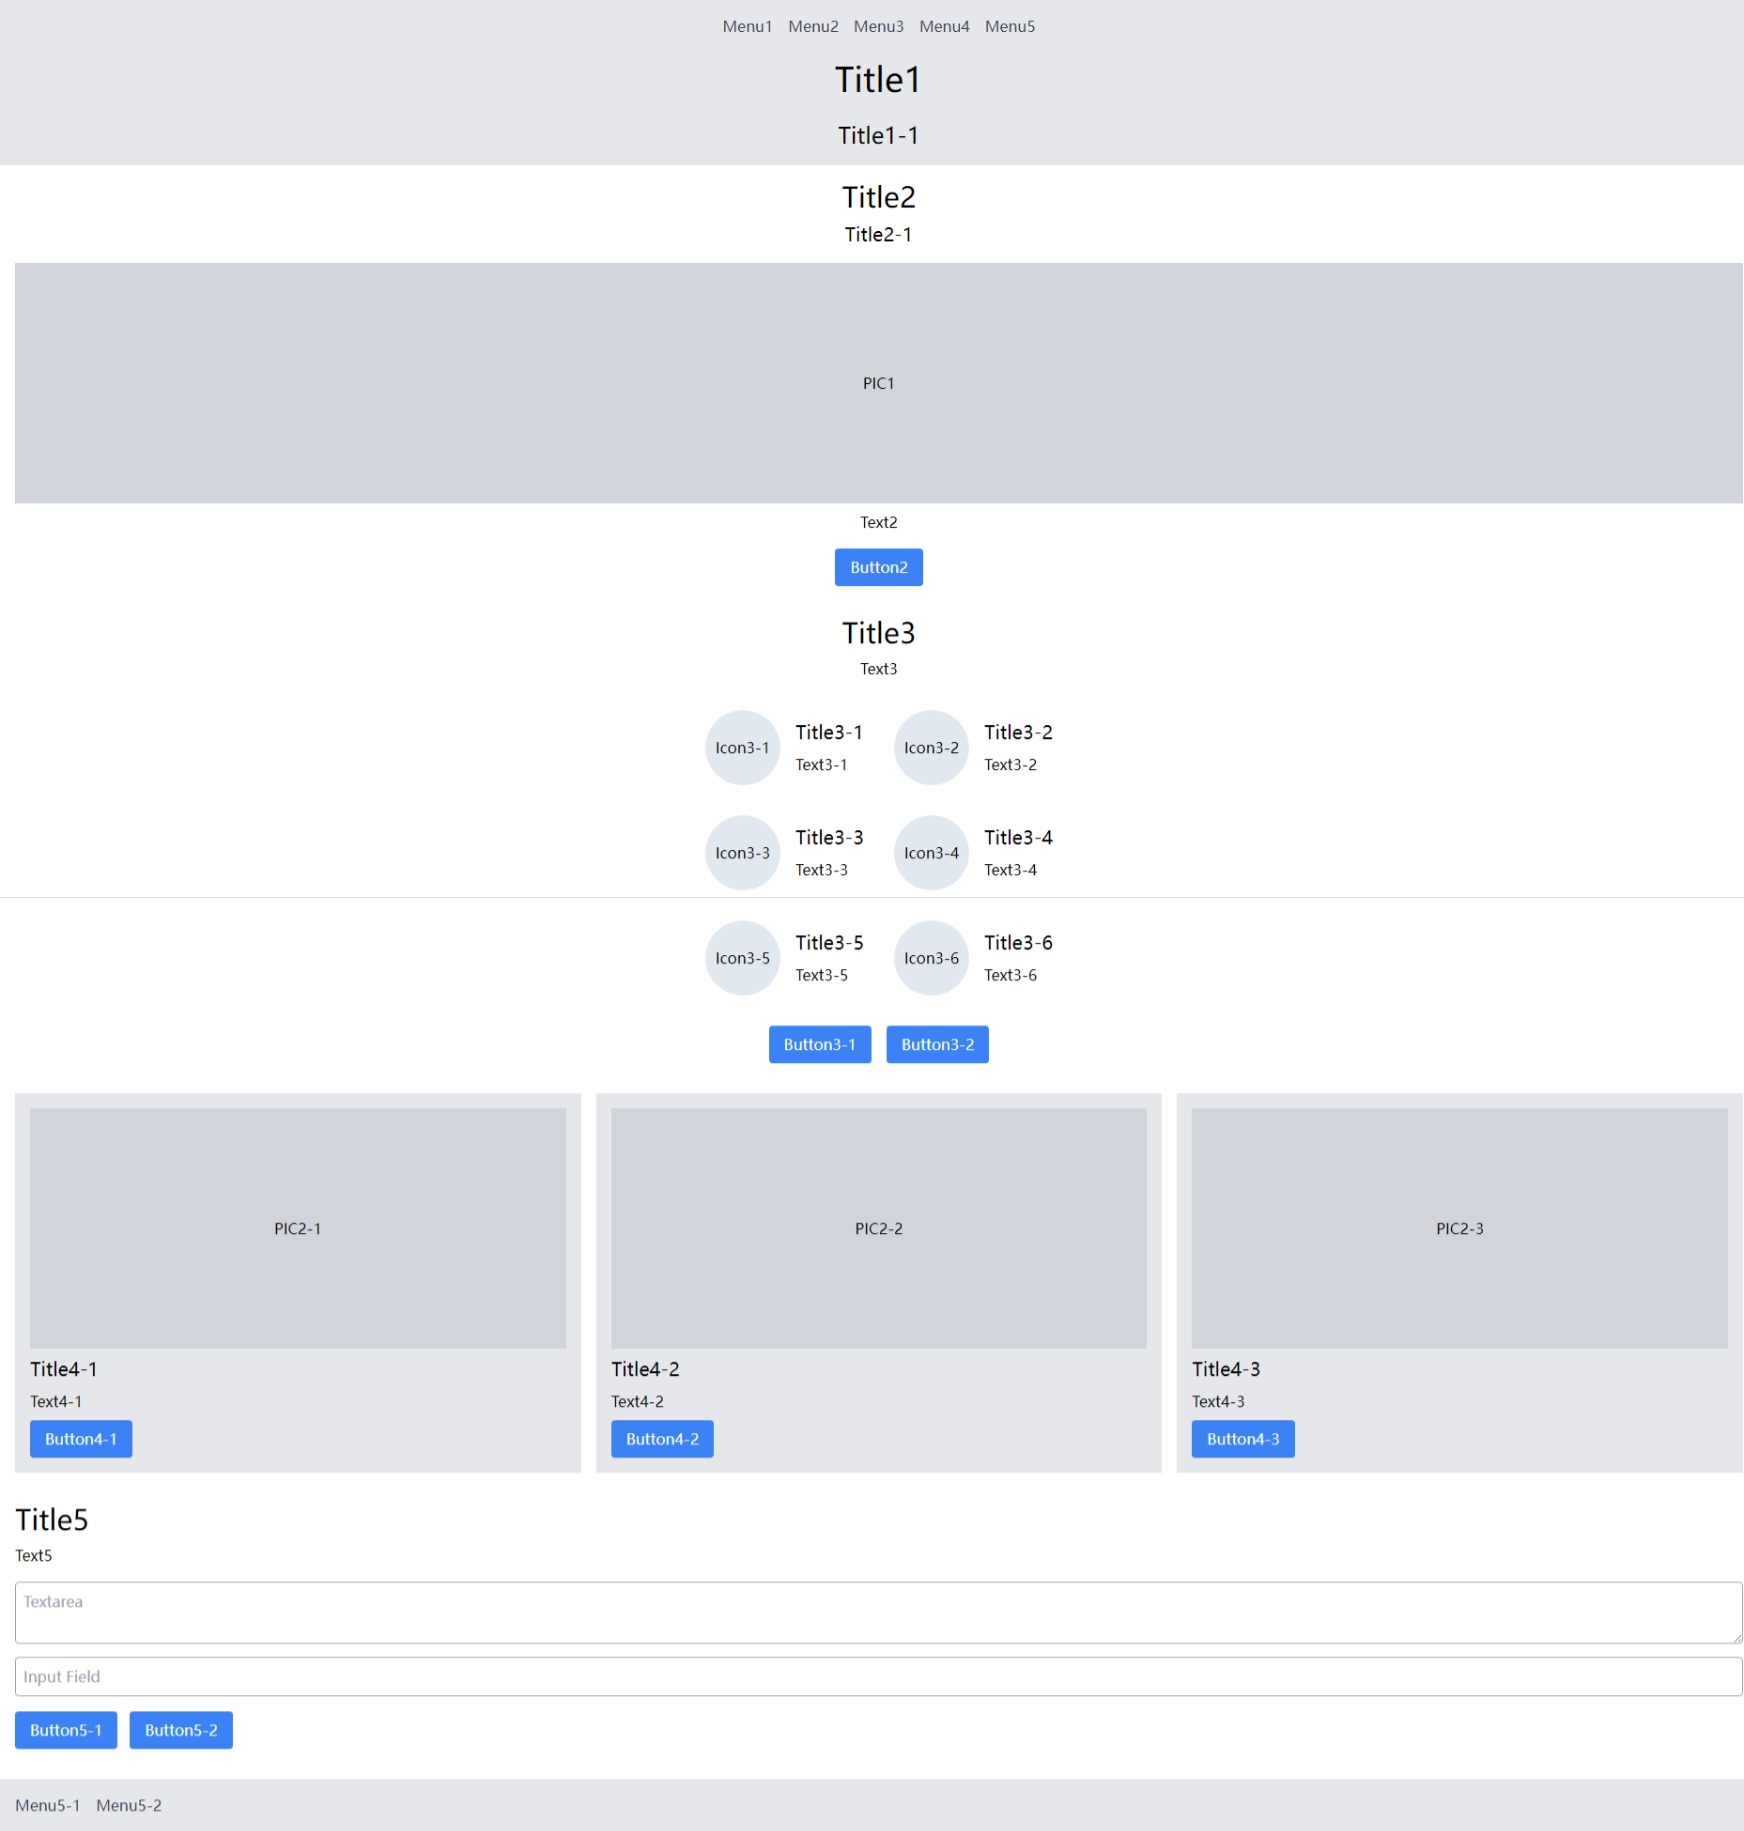 Menu1 Menu2 Menu3 Menu4 Menu5
Title1
Title1-1
Title2
Title2-1
PIC1
Text2
Button2
Title3
Text3
Icon3-1
Title3-1
Text3-1
Icon3-2
Title3-2
Text3-2
Icon3-3
Title3-3
Text3-3
Icon3-4
Title3-4
Text3-4
Icon3-5
Title3-5
Text3-5
Icon3-6
Title3-6
Text3-6
Button3-1 Button3-2
PIC2-1
Title4-1
Text4-1
Button4-1
PIC2-2
Title4-2
Text4-2
Button4-2
PIC2-3
Title4-3
Text4-3
Button4-3
Title5
Text5
Textarea
Input Field
Button5-1 Button5-2
Menu5-1 Menu5-2